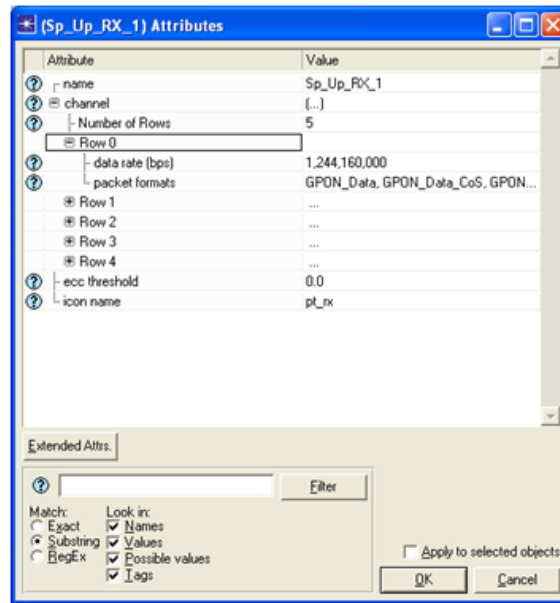 (Sp_Up_RX_1) Attributes
Attribute Value
name Sp_Up_RX_1
channel (...)
Number of Rows 5
Row 0
data rate (bps) 1,244,160,000
packet formats GPON_Data, GPON_Data_CoS, GPON...
Row 1 ...
Row 2 ...
Row 3 ...
Row 4 ...
ecc threshold 0.0
icon name pt_rx
Extended Attrs.
Filter
Match: Look in:
Exact Names
Substring Values
RegEx Possible values
Tags
Apply to selected objects
OK Cancel